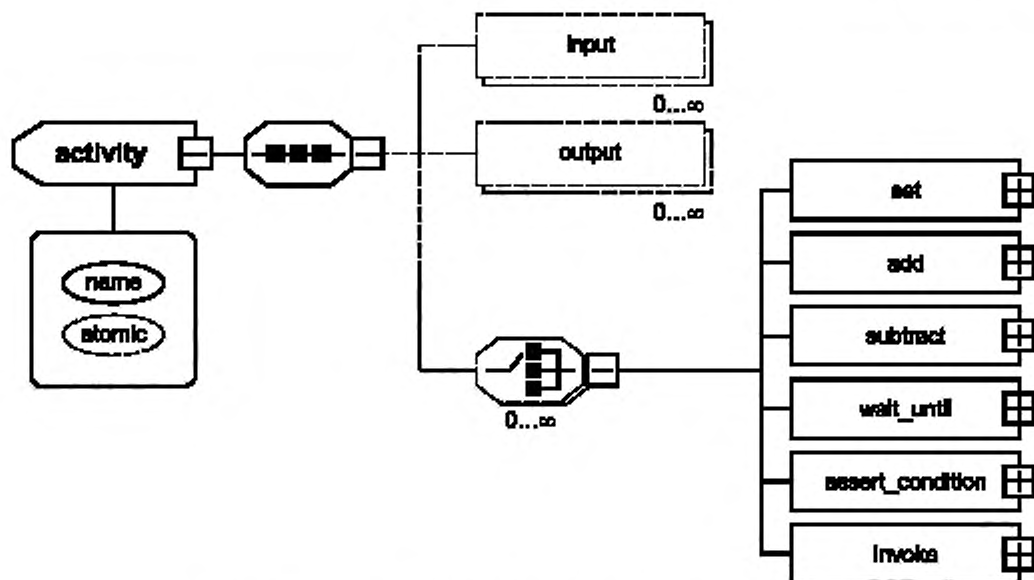 input
0...∞
activity
output
0...∞
set
name
add
atomic
subtract
0...∞
wait_until
assert_condition
invoke